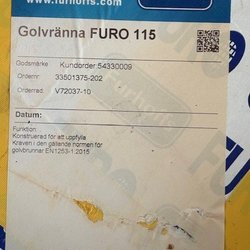 www.furhoffs.com
Golvränna FURO 115
Godsmärke Kundorder 54330009
Ordernr: 33501375-202
Orderrad: V72037-10
Datum:
Funktion:
Konstruerad för att uppfylla
Kraven i den gällande normen för
golvbrunnar EN1253-1:2015